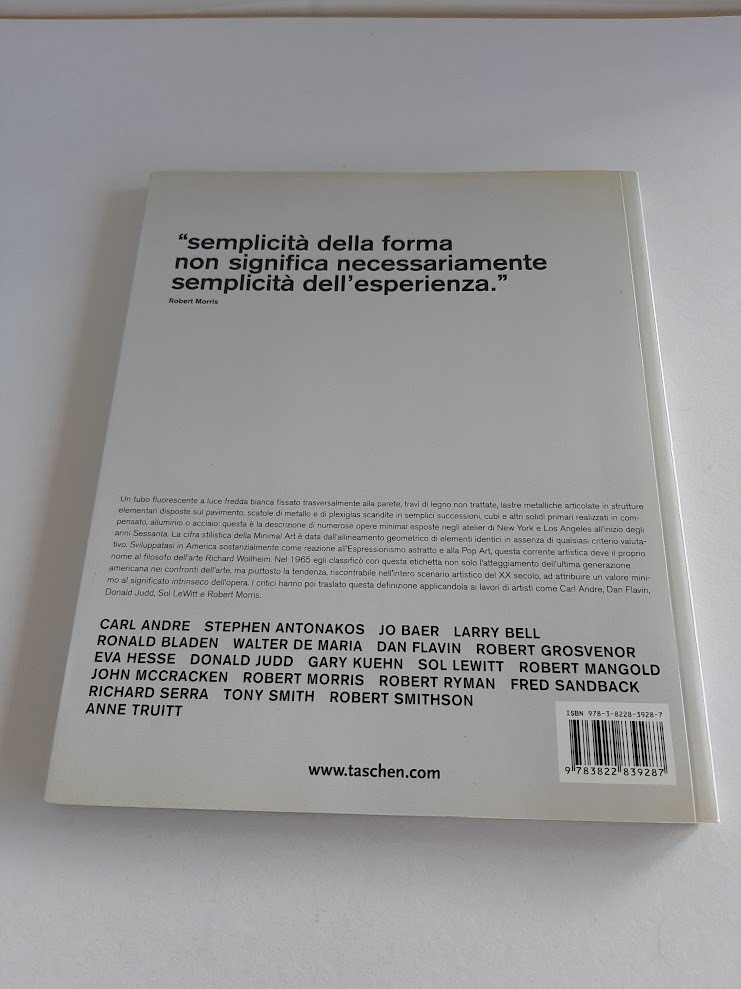 “semplicità della forma
non significa necessariamente
semplicità dell’esperienza.”
Robert Morris
Un tubo fluorescente a luce fredda bianca fissato trasversalmente alla parete, travi di legno non trattate, lastre metalliche articolate in strutture
elementari disposte sul pavimento, scatole di metallo e di plexiglas scandite in semplici successioni, cubi e altri solidi primari realizzati in com-
pensato, alluminio o acciaio: questa è la descrizione di numerose opere minimal esposte negli atelier di New York e Los Angeles all'inizio degli
anni Sessanta. La cifra stilistica della Minimal Art è data dall'allineamento geometrico di elementi identici in assenza di qualsiasi criterio valuta-
tivo. Sviluppatasi in America sostanzialmente come reazione all'Espressionismo astratto e alla Pop Art, questa corrente artistica deve il proprio
nome al filosofo dell'arte Richard Wollheim. Nel 1965 egli classificò con questa etichetta non solo l'atteggiamento dell'ultima generazione
americana nei confronti dell'arte, ma piuttosto la tendenza, riscontrabile nell'intero scenario artistico del XX secolo, ad attribuire un valore mini-
mo al significato intrinseco dell'opera. I critici hanno poi traslato questa definizione applicandola ai lavori di artisti come Carl Andre, Dan Flavin,
Donald Judd, Sol LeWitt e Robert Morris.
CARL ANDRE STEPHEN ANTONAKOS JO BAER LARRY BELL
RONALD BLADEN WALTER DE MARIA DAN FLAVIN ROBERT GROSVENOR
EVA HESSE DONALD JUDD GARY KUEHN SOL LEWITT ROBERT MANGOLD
JOHN MCCRACKEN ROBERT MORRIS ROBERT RYMAN FRED SANDBACK
RICHARD SERRA TONY SMITH ROBERT SMITHSON
ANNE TRUITT
ISBN 978-3-8228-3928-7
9 783822 839287
www.taschen.com